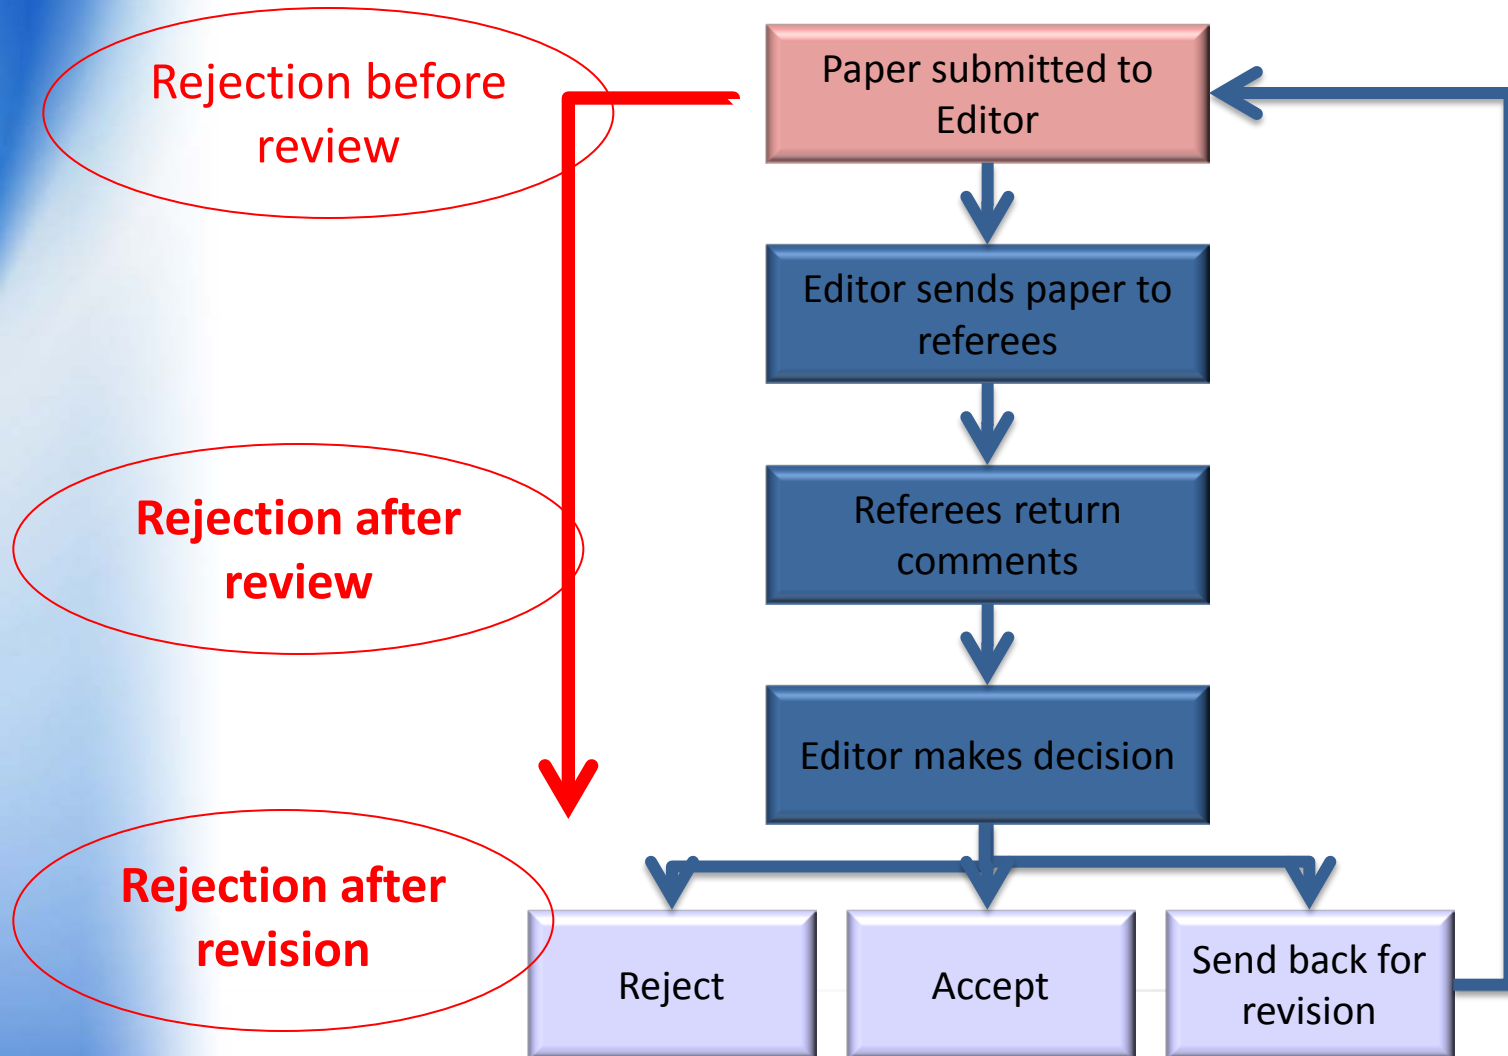 Rejection before
review
Paper submitted to
Editor
Editor sends paper to
referees
Rejection after
review
Referees return
comments
Editor makes decision
Rejection after
revision
Reject
Accept
Send back for
revision